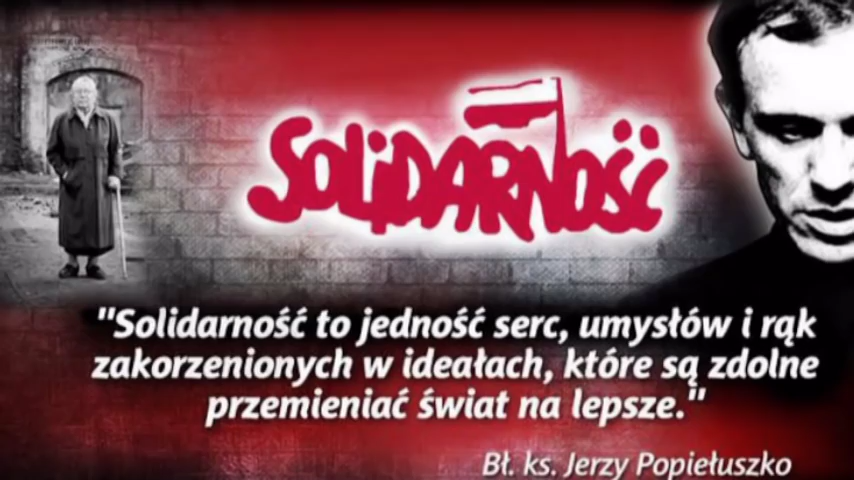 SOLIDARNOŚĆ
"Solidarność to jedność serc, umysłów i rąk
zakorzenionych w ideałach, które są zdolne
przemieniać świat na lepsze."
Bł. ks. Jerzy Popiełuszko